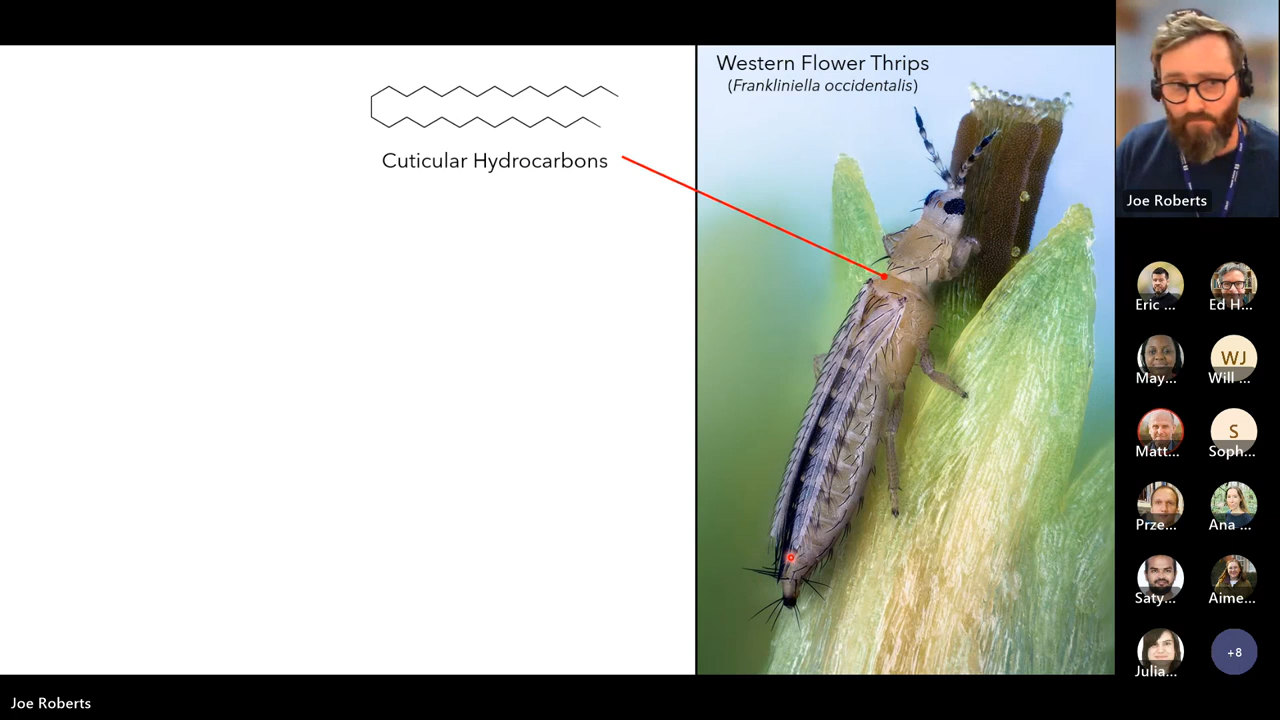 Cuticular Hydrocarbons
Western Flower Thrips
(Frankliniella occidentalis)
Joe Roberts
Eric ...
Ed H...
May...
WJ
Will ...
Matt...
S
Soph...
Prze...
Ana ...
Saty...
Aime...
Julia...
+8
Joe Roberts